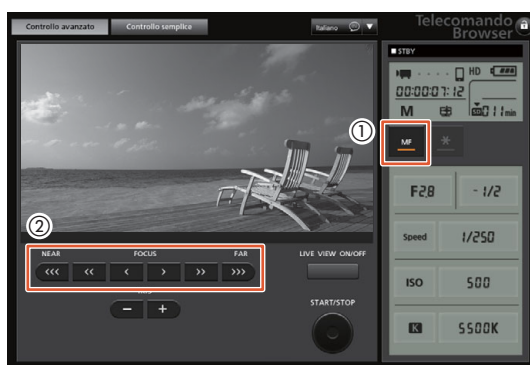 Controllo avanzato
Controllo semplice
Italiano
Telecomando
Browser
STBY
HD
00:00:07:12
M
11min
①
MF
F2.8
-1/2
②
NEAR
FOCUS
FAR
LIVE VIEW ON/OFF
Speed
1/250
START/STOP
ISO
500
K
5500K